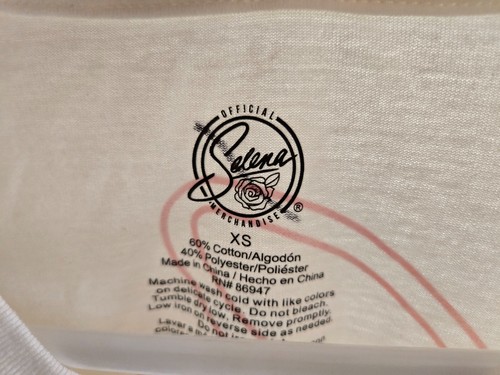 OFFICIAL
Selena
MERCHANDISE ®
XS
60% Cotton/Algodón
40% Polyester/Poliéster
Made in China / Hecho en China
RN# 86947
Machine wash cold with like colors
on delicate cycle. Do not bleach.
Tumble dry low. Remove promptly.
Low iron on reverse side as needed.
Do not